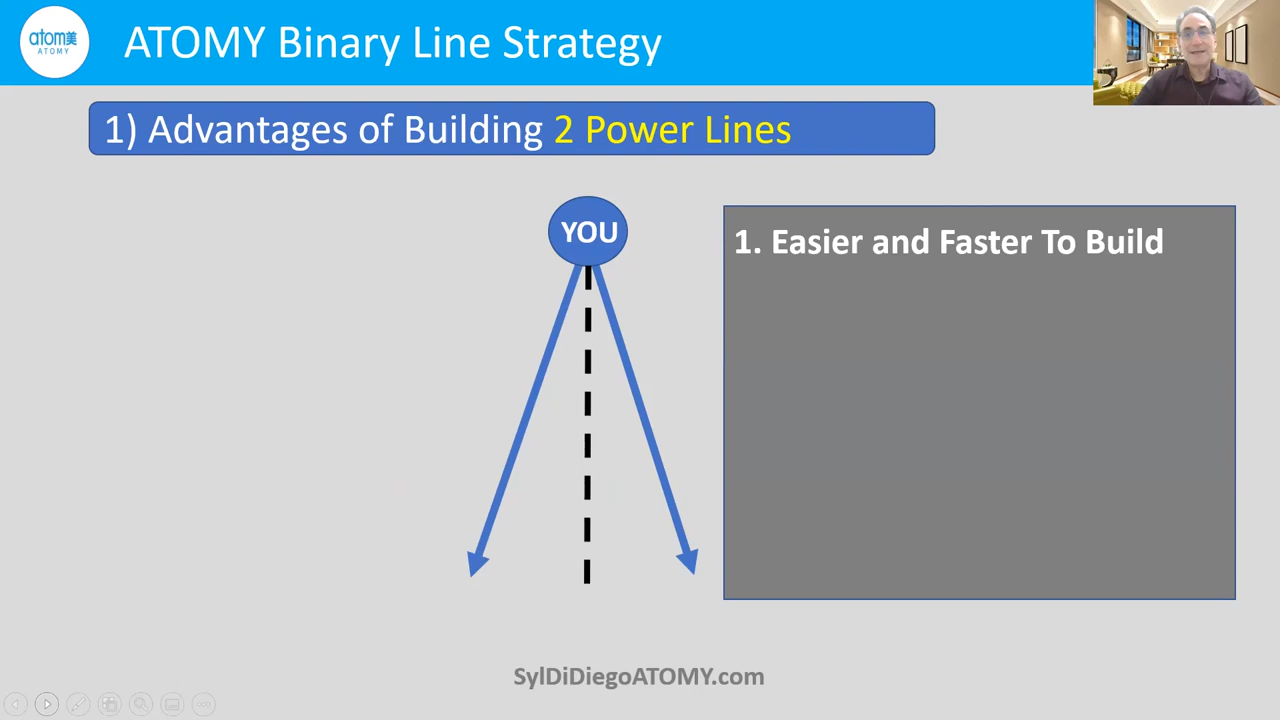 atom美
ATOMY
ATOMY Binary Line Strategy
1) Advantages of Building 2 Power Lines
YOU
1. Easier and Faster To Build
SylDiDiegoATOMY.com